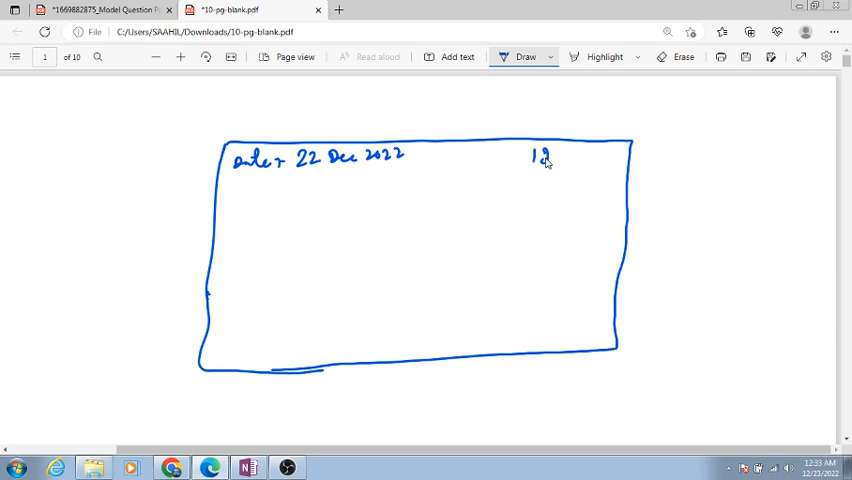 *1669882875_Model Question P
*10-pg-blank.pdf
File
C:/Users/SAAHIL/Downloads/10-pg-blank.pdf
1 of 10
Page view
Read aloud
Add text
Draw
Highlight
Erase
Date → 22 Dec 2022
12:33 AM
12/23/2022